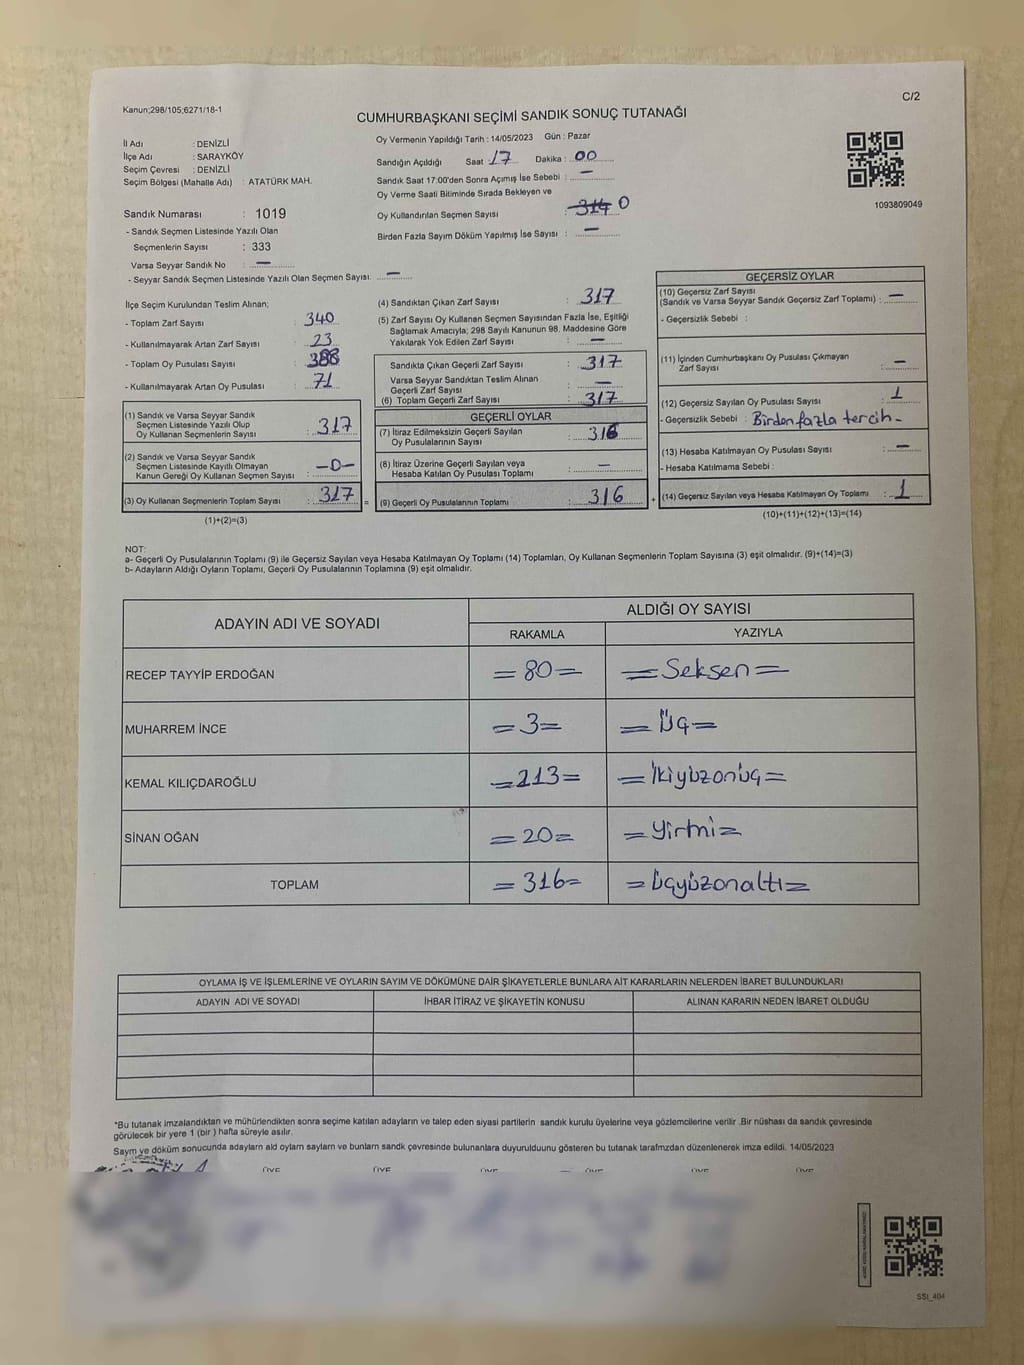 Kanun;298/105;6271/18-1
C/2
CUMHURBAŞKANI SEÇİMİ SANDIK SONUÇ TUTANAĞI
İl Adı : DENİZLİ
İlçe Adı : SARAYKÖY
Seçim Çevresi : DENİZLİ
Seçim Bölgesi (Mahalle Adı) : ATATÜRK MAH.
Sandık Numarası : 1019
- Sandık Seçmen Listesinde Yazılı Olan
Seçmenlerin Sayısı : 333
Varsa Seyyar Sandık No : —
- Seyyar Sandık Seçmen Listesinde Yazılı Olan Seçmen Sayısı. —
Oy Vermenin Yapıldığı Tarih : 14/05/2023 Gün : Pazar
Sandığın Açıldığı Saat : 17 Dakika : 00
Sandık Saat 17:00'den Sonra Açımış İse Sebebi : —
Oy Verme Saati Bitiminde Sırada Bekleyen ve
Oy Kullandırılan Seçmen Sayısı : 314 0
Birden Fazla Sayım Döküm Yapılmış İse Sayısı : —
1093809049
İlçe Seçim Kurulundan Teslim Alınan;
- Toplam Zarf Sayısı : 340
- Kullanılmayarak Artan Zarf Sayısı : 23
- Toplam Oy Pusulası Sayısı : 388
- Kullanılmayarak Artan Oy Pusulası : 71
(1) Sandık ve Varsa Seyyar Sandık
Seçmen Listesinde Yazılı Olup
Oy Kullanan Seçmenlerin Sayısı : 317
(2) Sandık ve Varsa Seyyar Sandık
Seçmen Listesinde Kayıtlı Olmayan
Kanun Gereği Oy Kullanan Seçmen Sayısı : —0—
(3) Oy Kullanan Seçmenlerin Toplam Sayısı : 317 =
(1)+(2)=(3)
(4) Sandıktan Çıkan Zarf Sayısı : 317
(5) Zarf Sayısı Oy Kullanan Seçmen Sayısından Fazla İse, Eşitliği
Sağlamak Amacıyla; 298 Sayılı Kanunun 98. Maddesine Göre
Yakılarak Yok Edilen Zarf Sayısı : —
Sandıkta Çıkan Geçerli Zarf Sayısı : 317
Varsa Seyyar Sandıktan Teslim Alınan
Geçerli Zarf Sayısı : —
(6) Toplam Geçerli Zarf Sayısı : 317
GEÇERLİ OYLAR
(7) İtiraz Edilmeksizin Geçerli Sayılan
Oy Pusulalarının Sayısı : 316
(8) İtiraz Üzerine Geçerli Sayılan veya
Hesaba Katılan Oy Pusulası Toplamı : —
(9) Geçerli Oy Pusulalarının Toplamı : 316 +
GEÇERSİZ OYLAR
(10) Geçersiz Zarf Sayısı
(Sandık ve Varsa Seyyar Sandık Geçersiz Zarf Toplamı) : —
- Geçersizlik Sebebi :
(11) İçinden Cumhurbaşkanı Oy Pusulası Çıkmayan
Zarf Sayısı : —
(12) Geçersiz Sayılan Oy Pusulası Sayısı : 1
- Geçersizlik Sebebi : Birden fazla tercih -
(13) Hesaba Katılmayan Oy Pusulası Sayısı : —
- Hesaba Katılmama Sebebi :
(14) Geçersiz Sayılan veya Hesaba Katılmayan Oy Toplamı : 1
(10)+(11)+(12)+(13)=(14)
NOT:
a- Geçerli Oy Pusulalarının Toplamı (9) ile Geçersiz Sayılan veya Hesaba Katılmayan Oy Toplamı (14) Toplamları, Oy Kullanan Seçmenlerin Toplam Sayısına (3) eşit olmalıdır. (9)+(14)=(3)
b- Adayların Aldığı Oyların Toplamı, Geçerli Oy Pusulalarının Toplamına (9) eşit olmalıdır.
ADAYIN ADI VE SOYADI ALDIĞI OY SAYISI
RAKAMLA YAZIYLA
RECEP TAYYİP ERDOĞAN =80= =Seksen=
MUHARREM İNCE =3= =Üç=
KEMAL KILIÇDAROĞLU =213= =İkiyüzonüç=
SİNAN OĞAN =20= =Yirmi=
TOPLAM =316= =Üçyüzonaltı=
OYLAMA İŞ VE İŞLEMLERİNE VE OYLARIN SAYIM VE DÖKÜMÜNE DAİR ŞİKAYETLERLE BUNLARA AİT KARARLARIN NELERDEN İBARET BULUNDUKLARI
ADAYIN ADI VE SOYADI İHBAR İTİRAZ VE ŞİKAYETİN KONUSU ALINAN KARARIN NEDEN İBARET OLDUĞU
*Bu tutanak imzalandıktan ve mühürlendikten sonra seçime katılan adayların ve talep eden siyasi partilerin sandık kurulu üyelerine veya gözlemcilerine verilir .Bir nüshası da sandık çevresinde
görülecek bir yere 1 (bir ) hafta süreyle asılır.
Sayım ve döküm sonucunda adayların ald oyların sayların ve bunların sandk çevresinde bulunanlara duyurulduunu gösteren bu tutanak tarafmzdan düzenlenerek imza edildi. 14/05/2023
ÜYE ÜYE ÜYE ÜYE ÜYE ÜYE
SSI_404